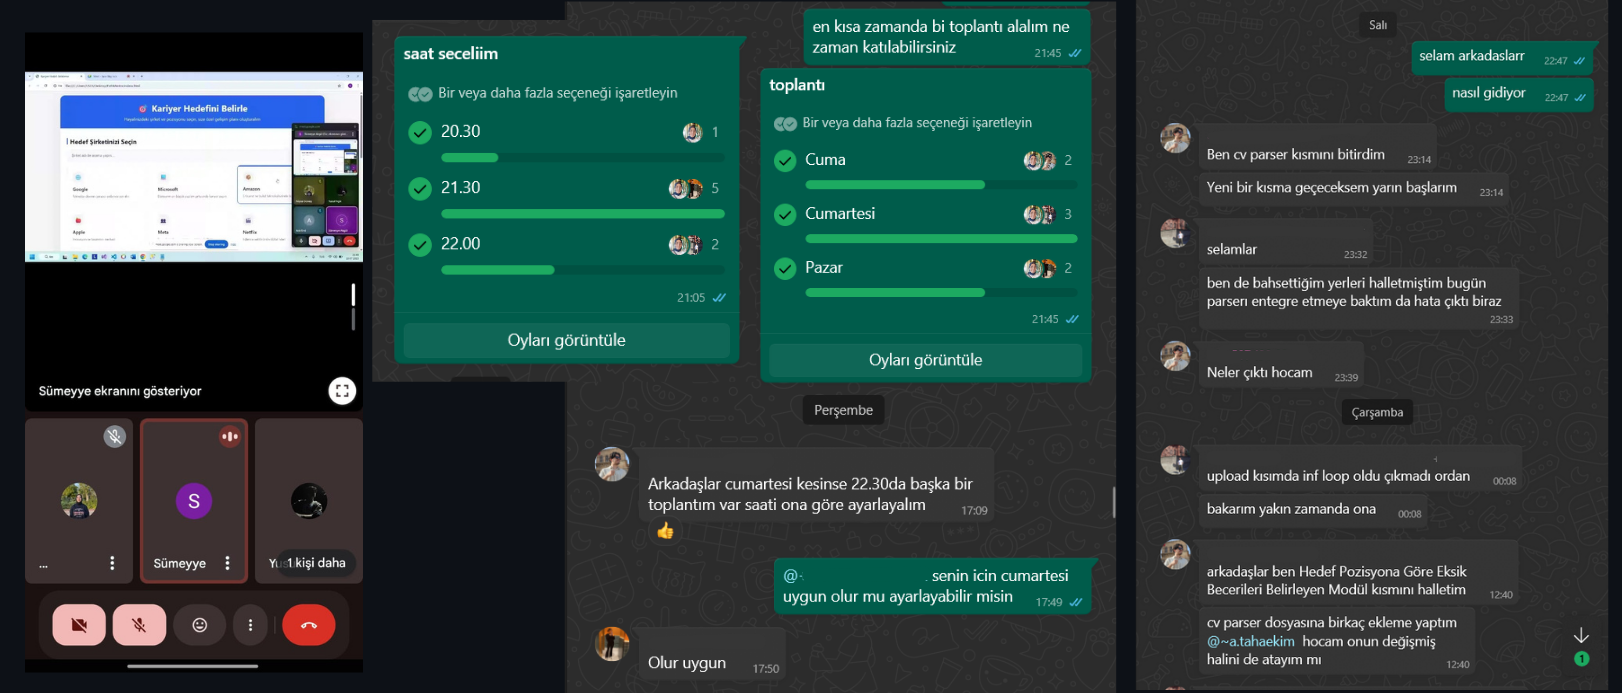 Kariyer Hedefini Belirle
Hedef Şirketinizi Seçin
Google
Microsoft
Amazon
Apple
Meta
Netflix
Sümeyye ekranını gösteriyor
...
S
Sümeyye
1 kişi daha
saat seceliim
Bir veya daha fazla seçeneği işaretleyin
20.30
1
21.30
5
22.00
2
21:05
Oyları görüntüle
en kısa zamanda bi toplantı alalım ne
zaman katılabilirsiniz
21:45
toplantı
Bir veya daha fazla seçeneği işaretleyin
Cuma
2
Cumartesi
3
Pazar
2
21:45
Oyları görüntüle
Perşembe
Arkadaşlar cumartesi kesinse 22.30da başka bir
toplantım var saati ona göre ayarlayalım
17:09
@ senin icin cumartesi
uygun olur mu ayarlayabilir misin
17:49
Olur uygun
17:50
Salı
selam arkadaslarr
22:47
nasıl gidiyor
22:47
Ben cv parser kısmını bitirdim
23:14
Yeni bir kısma geçeceksem yarın başlarım
23:14
selamlar
23:32
ben de bahsettiğim yerleri halletmiştim bugün
parserı entegre etmeye baktım da hata çıktı biraz
23:33
Neler çıktı hocam
23:39
Çarşamba
upload kısımda inf loop oldu çıkmadı ordan
00:08
bakarım yakın zamanda ona
00:08
arkadaşlar ben Hedef Pozisyona Göre Eksik
Becerileri Belirleyen Modül kısmını halletim
12:40
cv parser dosyasına birkaç ekleme yaptım
@~a.tahaekim hocam onun değişmiş
halini de atayım mı
12:40
1